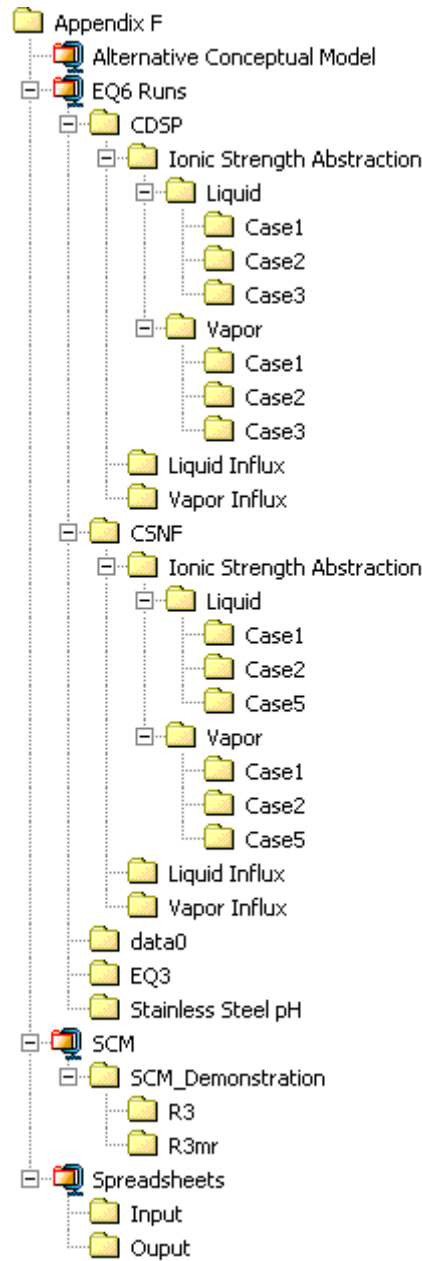 Appendix F
Alternative Conceptual Model
EQ6 Runs
CDSP
Ionic Strength Abstraction
Liquid
Case1
Case2
Case3
Vapor
Case1
Case2
Case3
Liquid Influx
Vapor Influx
CSNF
Ionic Strength Abstraction
Liquid
Case1
Case2
Case5
Vapor
Case1
Case2
Case5
Liquid Influx
Vapor Influx
data0
EQ3
Stainless Steel pH
SCM
SCM_Demonstration
R3
R3mr
Spreadsheets
Input
Ouput